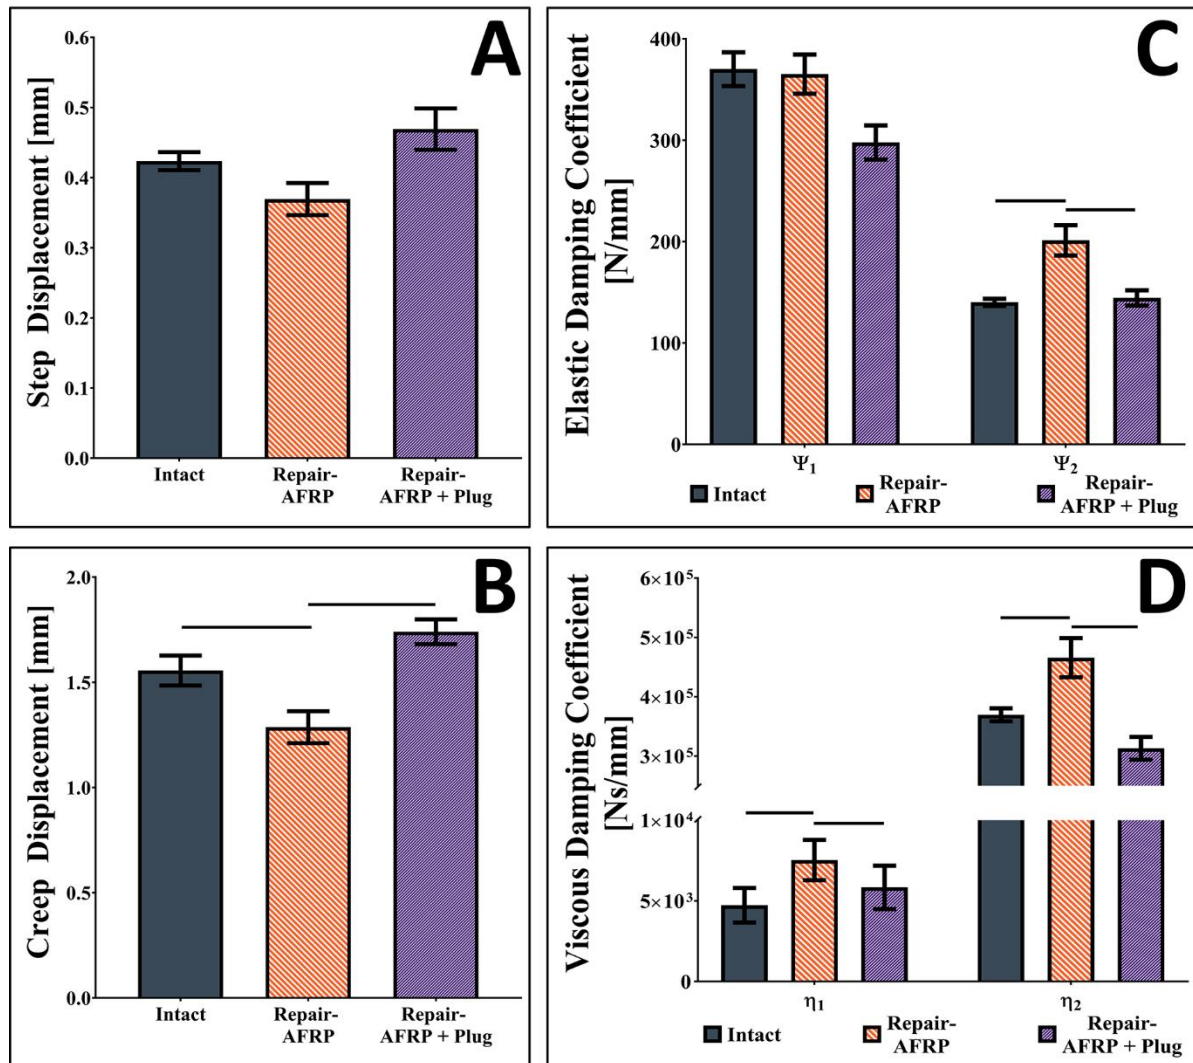 A
Step Displacement [mm]
0.6
0.5
0.4
0.3
0.2
0.1
0.0
Intact
Repair-
AFRP
Repair-
AFRP + Plug
B
Creep Displacement [mm]
2.0
1.5
1.0
0.5
0.0
Intact
Repair-
AFRP
Repair-
AFRP + Plug
C
Elastic Damping Coefficient
[N/mm]
400
300
200
100
0
Ψ₁
Ψ₂
Intact
Repair-
AFRP
Repair-
AFRP + Plug
D
Viscous Damping Coefficient
[Ns/mm]
6×10⁵
5×10⁵
4×10⁵
3×10⁵
1×10⁴
5×10³
0
η₁
η₂
Intact
Repair-
AFRP
Repair-
AFRP + Plug